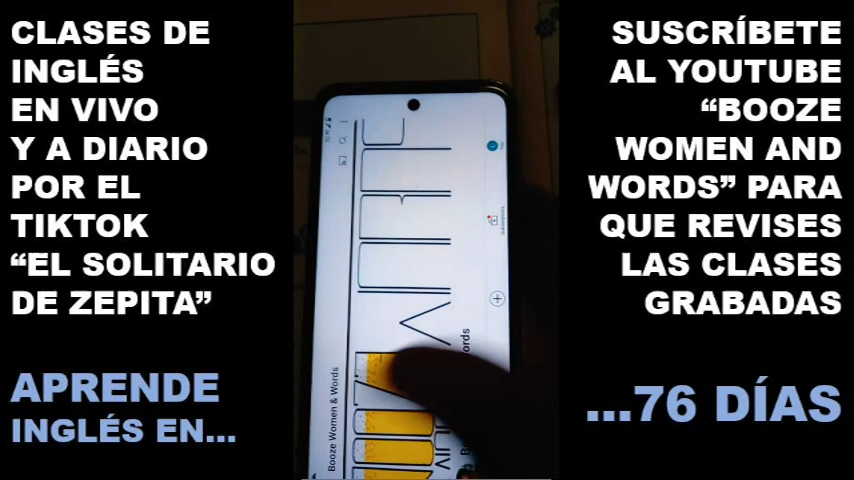 CLASES DE
INGLÉS
EN VIVO
Y A DIARIO
POR EL
TIKTOK
“EL SOLITARIO
DE ZEPITA”
APRENDE
INGLÉS EN...
Booze Women & Words
SUSCRÍBETE
AL YOUTUBE
“BOOZE
WOMEN AND
WORDS” PARA
QUE REVISES
LAS CLASES
GRABADAS
...76 DÍAS